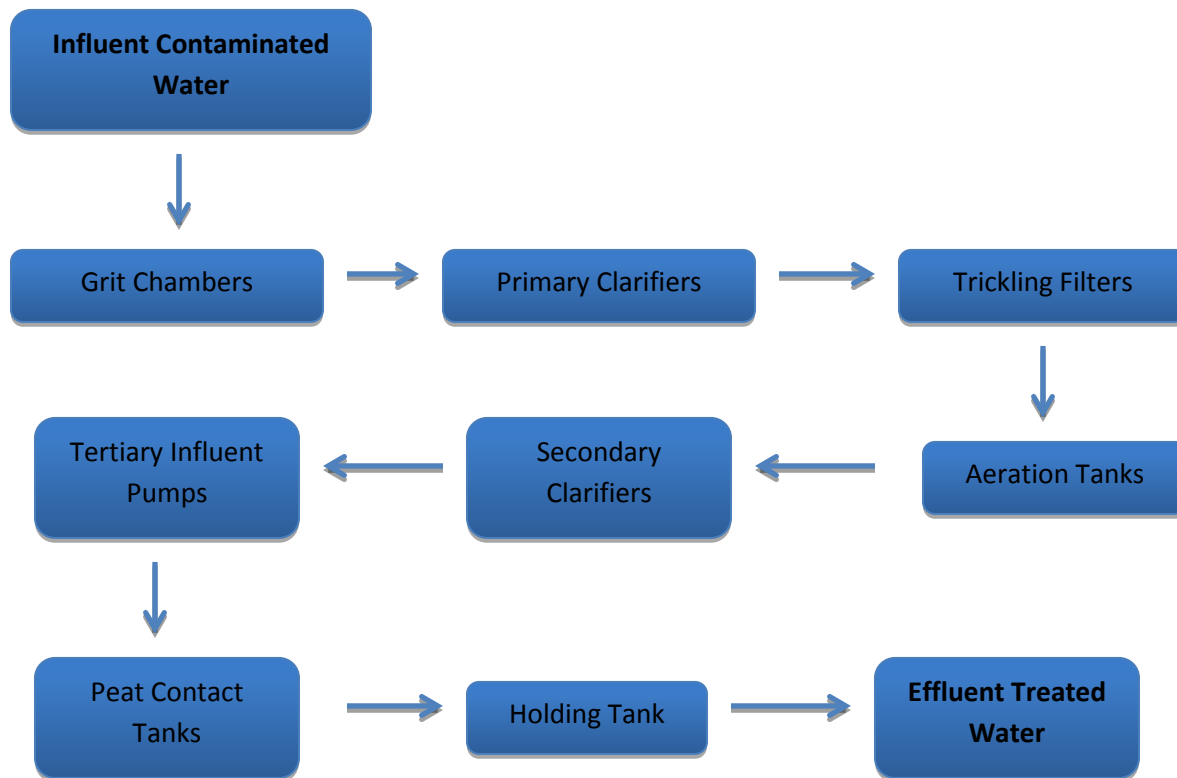 Influent Contaminated
Water
Grit Chambers
Primary Clarifiers
Trickling Filters
Aeration Tanks
Secondary
Clarifiers
Tertiary Influent
Pumps
Peat Contact
Tanks
Holding Tank
Effluent Treated
Water